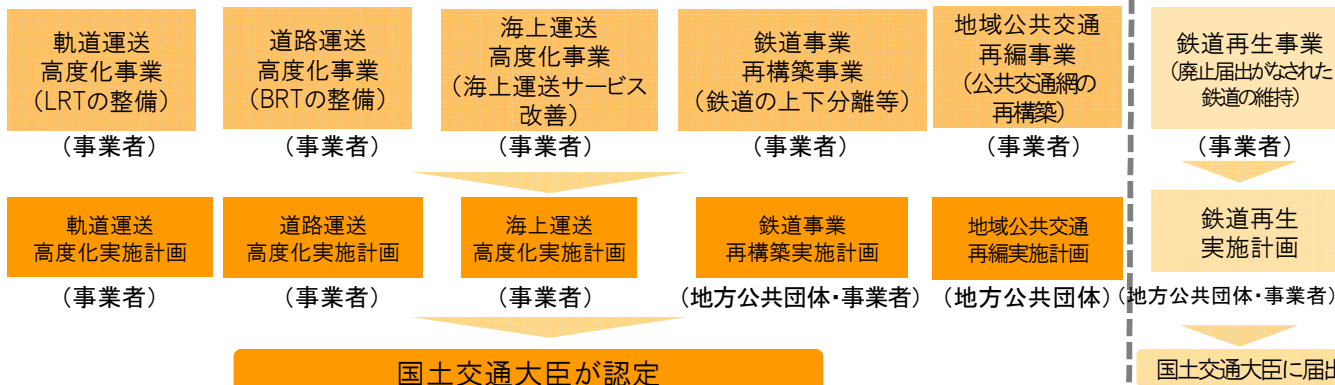 軌道運送
高度化事業
(LRTの整備)
(事業者)
道路運送
高度化事業
(BRTの整備)
(事業者)
海上運送
高度化事業
(海上運送サービス
改善)
(事業者)
鉄道事業
再構築事業
(鉄道の上下分離等)
(事業者)
地域公共交通
再編事業
(公共交通網の
再構築)
(事業者)
鉄道再生事業
(廃止届出がなされた
鉄道の維持)
(事業者)
軌道運送
高度化実施計画
(事業者)
道路運送
高度化実施計画
(事業者)
海上運送
高度化実施計画
(事業者)
鉄道事業
再構築実施計画
(地方公共団体・事業者)
地域公共交通
再編実施計画
(地方公共団体)
鉄道再生
実施計画
(地方公共団体・事業者)
国土交通大臣が認定
国土交通大臣に届出